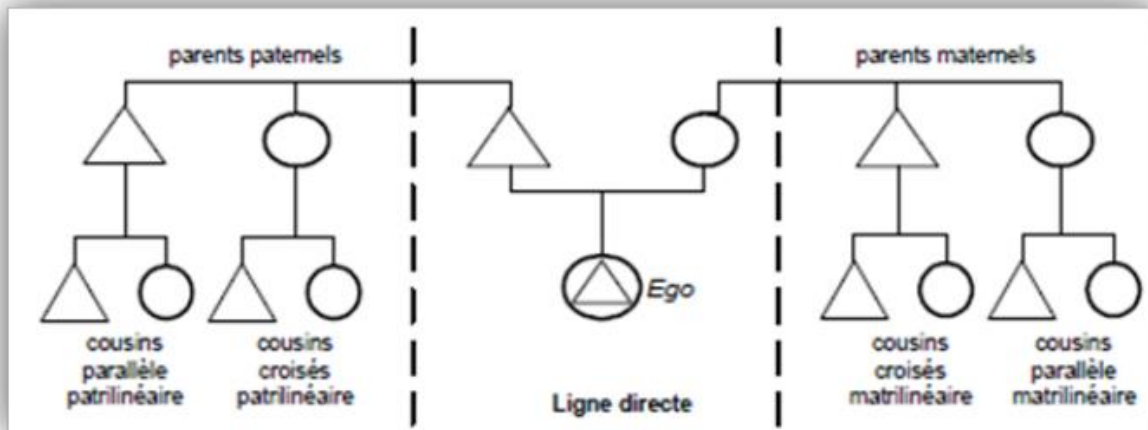 parents paternels
parents maternels
Ego
cousins
parallèle
patrilinéaire
cousins
croisés
patrilinéaire
Ligne directe
cousins
croisés
matrilinéaire
cousins
parallèle
matrilinéaire